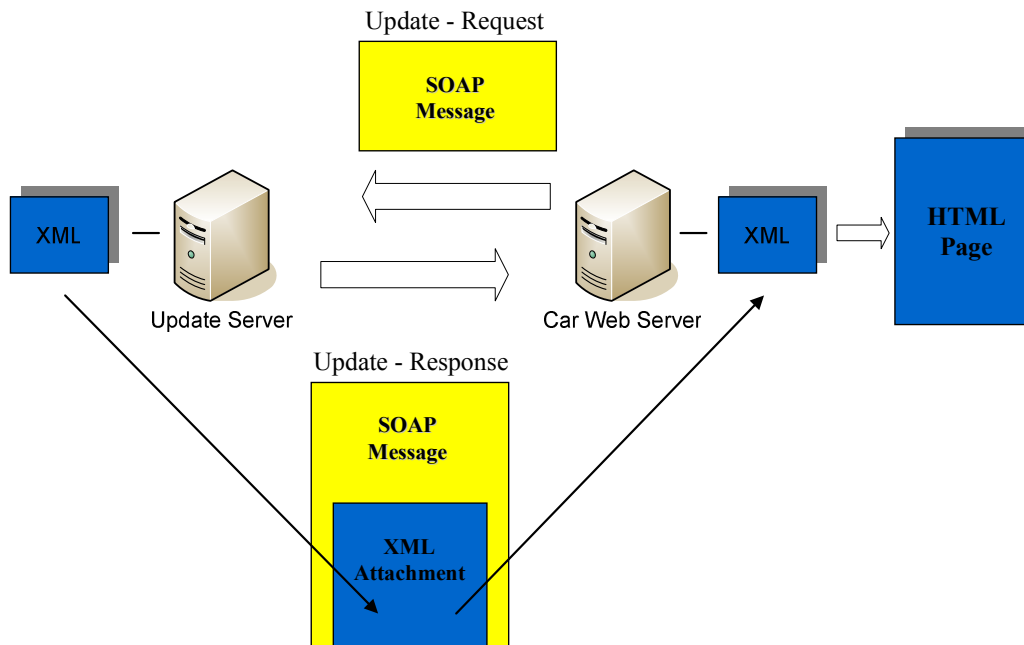 Update - Request
SOAP
Message
XML
XML
HTML
Page
Update Server
Car Web Server
Update - Response
SOAP
Message
XML
Attachment